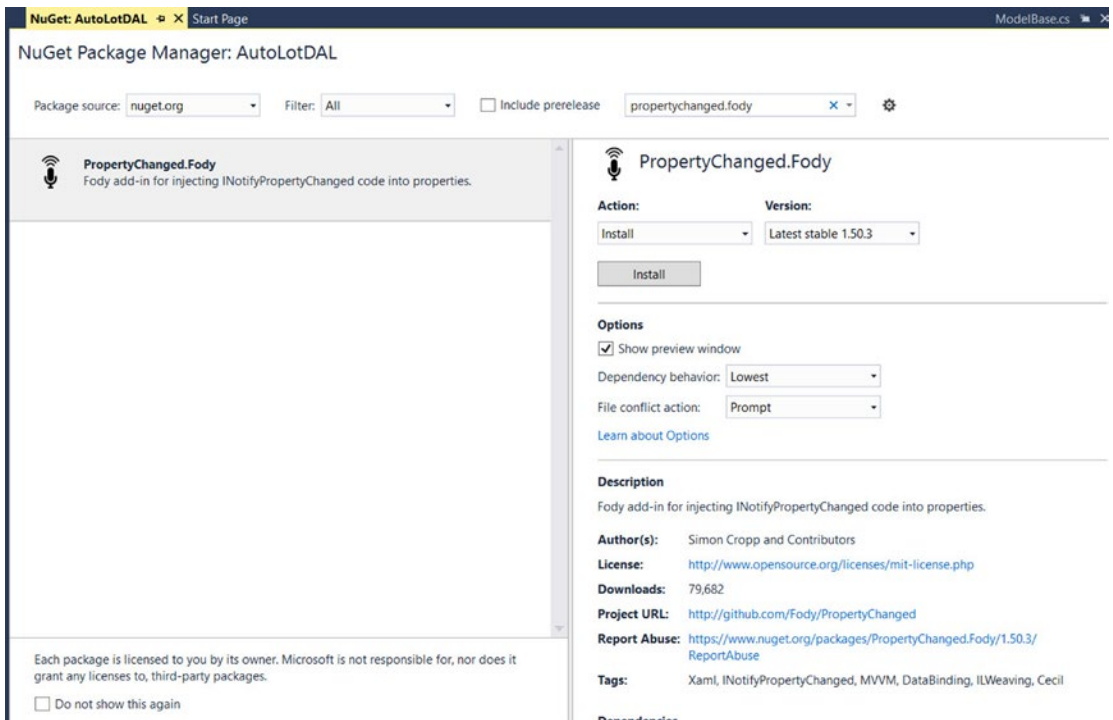 NuGet: AutoLotDAL
Start Page
ModelBase.cs
NuGet Package Manager: AutoLotDAL
Package source: nuget.org
Filter: All
Include prerelease
propertychanged.fody
PropertyChanged.Fody
Fody add-in for injecting INotifyPropertyChanged code into properties.
Each package is licensed to you by its owner. Microsoft is not responsible for, nor does it
grant any licenses to, third-party packages.
Do not show this again
PropertyChanged.Fody
Action: Version:
Install Latest stable 1.50.3
Install
Options
Show preview window
Dependency behavior: Lowest
File conflict action: Prompt
Learn about Options
Description
Fody add-in for injecting INotifyPropertyChanged code into properties.
Author(s): Simon Cropp and Contributors
License: http://www.opensource.org/licenses/mit-license.php
Downloads: 79,682
Project URL: http://github.com/Fody/PropertyChanged
Report Abuse: https://www.nuget.org/packages/PropertyChanged.Fody/1.50.3/
ReportAbuse
Tags: Xaml, INotifyPropertyChanged, MVVM, DataBinding, ILWeaving, Cecil